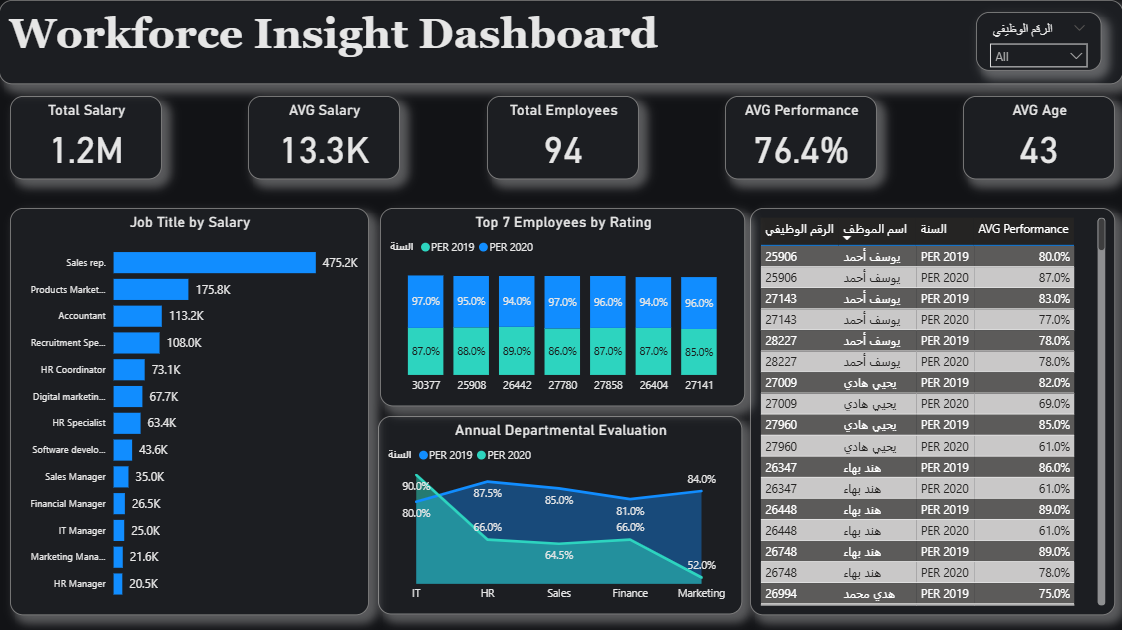 Workforce Insight Dashboard
الرقم الوظيفي
All
Total Salary
1.2M
AVG Salary
13.3K
Total Employees
94
AVG Performance
76.4%
AVG Age
43
Job Title by Salary
Sales rep. 475.2K
Products Market... 175.8K
Accountant 113.2K
Recruitment Spe... 108.0K
HR Coordinator 73.1K
Digital marketin... 67.7K
HR Specialist 63.4K
Software develo... 43.6K
Sales Manager 35.0K
Financial Manager 26.5K
IT Manager 25.0K
Marketing Mana... 21.6K
HR Manager 20.5K
Top 7 Employees by Rating
السنة PER 2019 PER 2020
97.0% 95.0% 94.0% 97.0% 96.0% 94.0% 96.0%
87.0% 88.0% 89.0% 86.0% 87.0% 87.0% 85.0%
30377 25908 26442 27780 27858 26404 27141
Annual Departmental Evaluation
السنة PER 2019 PER 2020
90.0% 87.5% 85.0% 81.0% 84.0%
80.0% 66.0% 64.5% 66.0% 52.0%
IT HR Sales Finance Marketing
الرقم الوظيفي اسم الموظف السنة AVG Performance
25906 يوسف أحمد PER 2019 80.0%
25906 يوسف أحمد PER 2020 87.0%
27143 يوسف أحمد PER 2019 83.0%
27143 يوسف أحمد PER 2020 77.0%
28227 يوسف أحمد PER 2019 78.0%
28227 يوسف أحمد PER 2020 78.0%
27009 يحيي هادي PER 2019 82.0%
27009 يحيي هادي PER 2020 69.0%
27960 يحيي هادي PER 2019 85.0%
27960 يحيي هادي PER 2020 61.0%
26347 هند بهاء PER 2019 86.0%
26347 هند بهاء PER 2020 61.0%
26448 هند بهاء PER 2019 89.0%
26448 هند بهاء PER 2020 61.0%
26748 هند بهاء PER 2019 89.0%
26748 هند بهاء PER 2020 78.0%
26994 هدي محمد PER 2019 75.0%